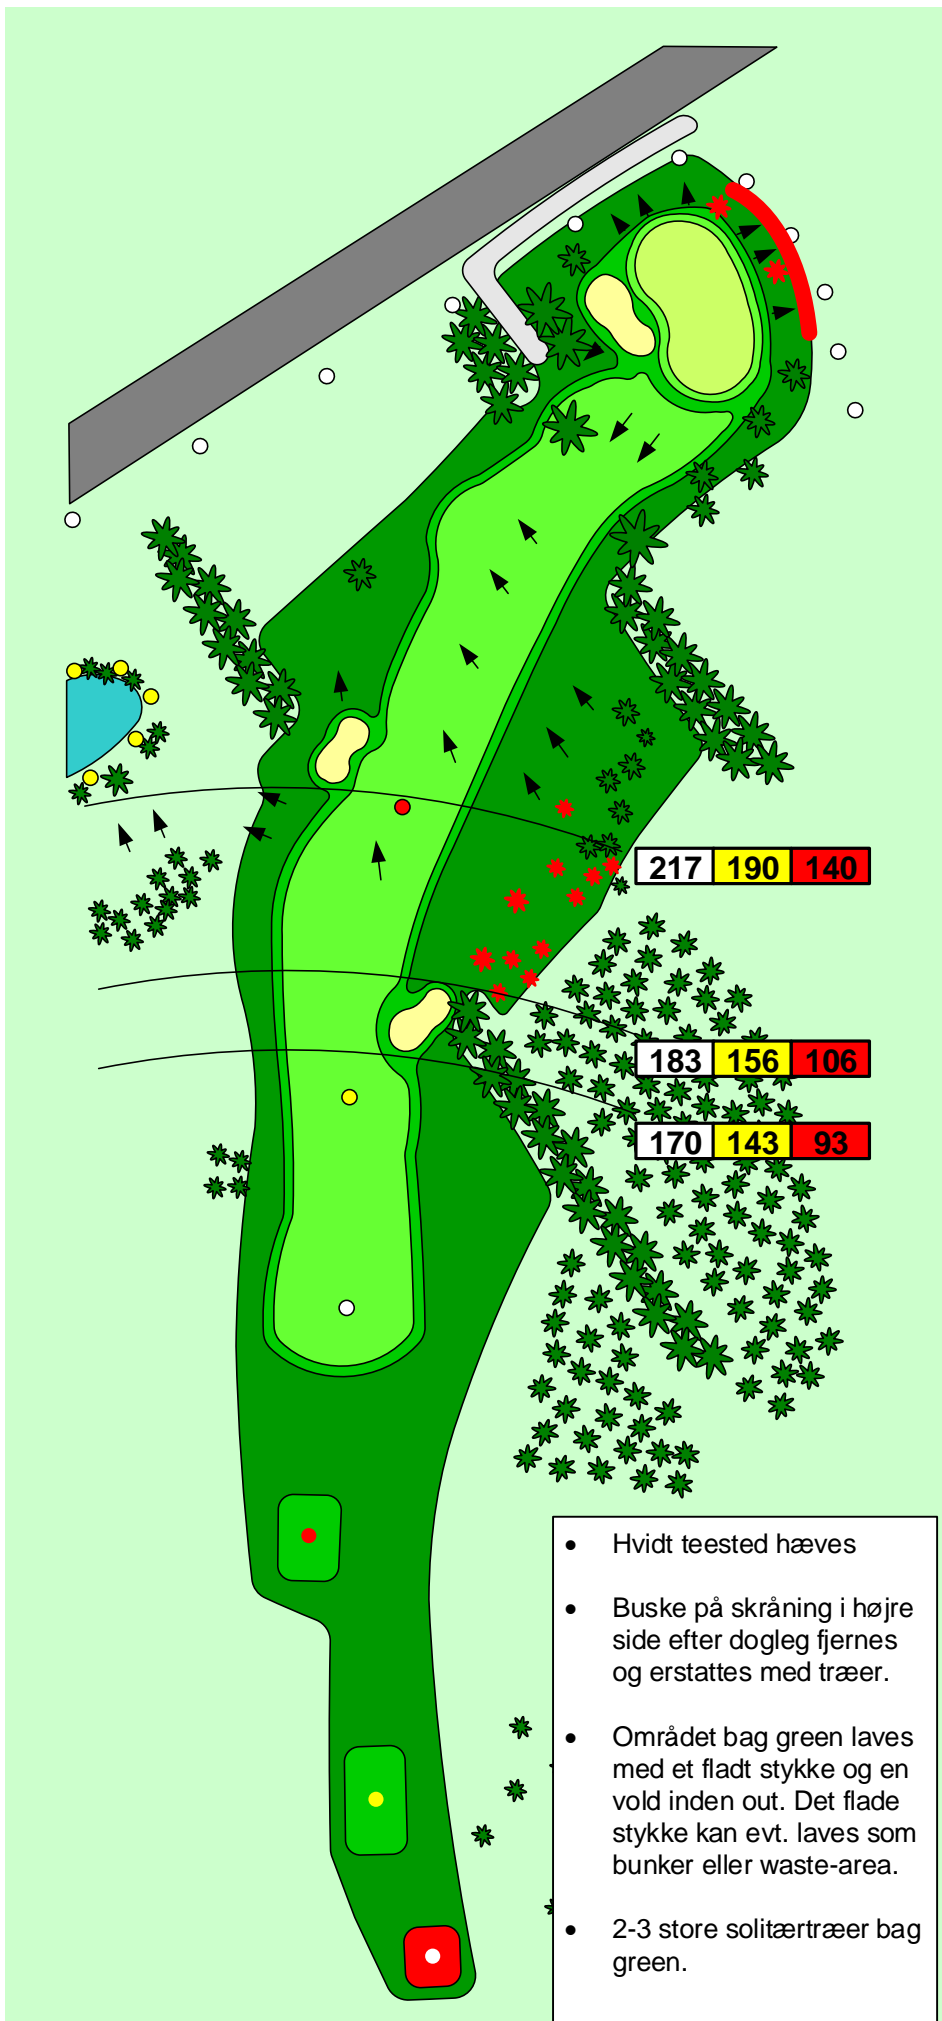 217 190 140
183 156 106
170 143 93
• Hvidt teested hæves
• Buske på skråning i højre
side efter dogleg fjernes
og erstattes med træer.
• Området bag green laves
med et fladt stykke og en
vold inden out. Det flade
stykke kan evt. laves som
bunker eller waste-area.
• 2-3 store solitærtræer bag
green.